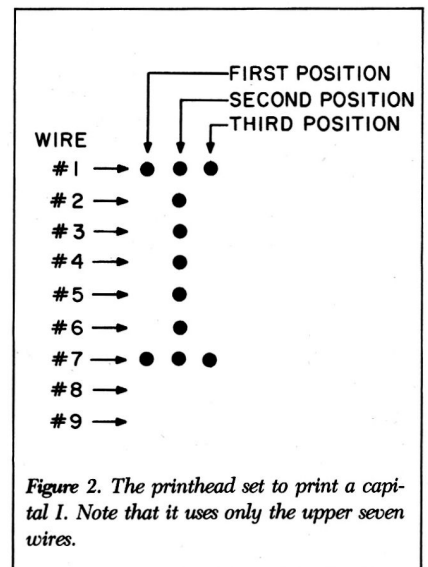 FIRST POSITION
SECOND POSITION
THIRD POSITION
WIRE
#1
#2
#3
#4
#5
#6
#7
#8
#9
Figure 2. The printhead set to print a capi-
tal I. Note that it uses only the upper seven
wires.